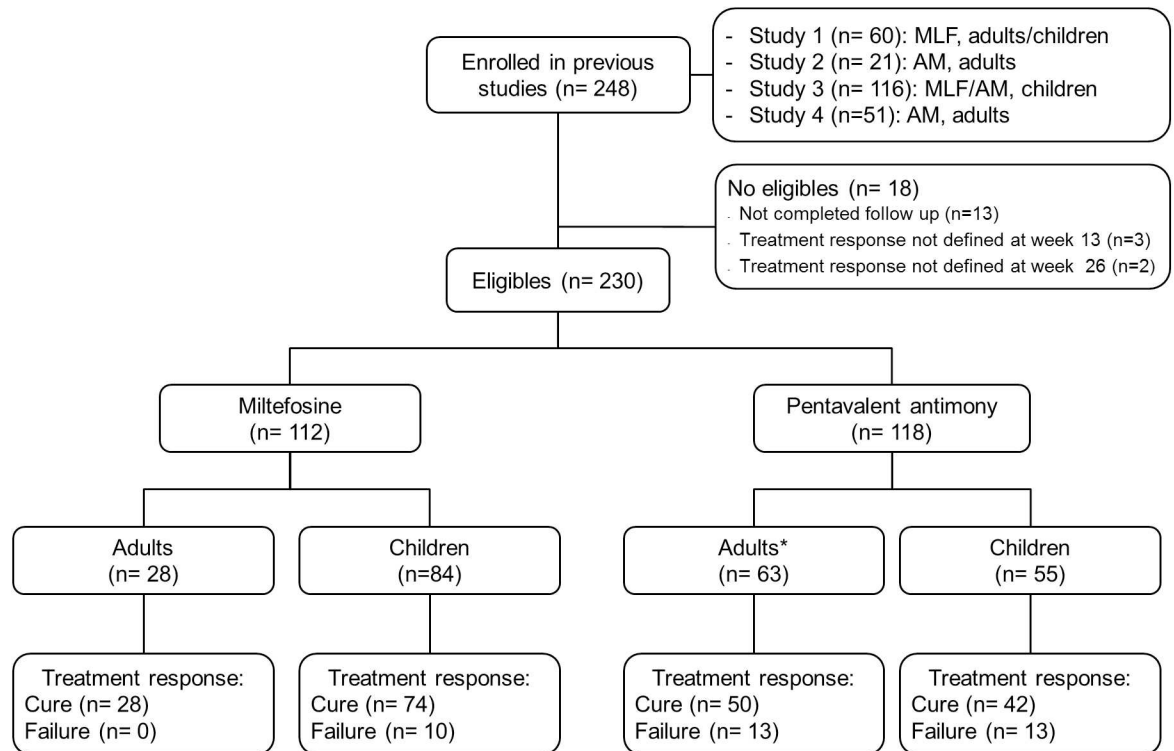 Enrolled in previous
studies (n= 248)
- Study 1 (n= 60): MLF, adults/children
- Study 2 (n= 21): AM, adults
- Study 3 (n= 116): MLF/AM, children
- Study 4 (n=51): AM, adults
No eligibles (n= 18)
. Not completed follow up (n=13)
. Treatment response not defined at week 13 (n=3)
. Treatment response not defined at week 26 (n=2)
Eligibles (n= 230)
Miltefosine
(n= 112)
Pentavalent antimony
(n= 118)
Adults
(n= 28)
Children
(n=84)
Adults*
(n= 63)
Children
(n= 55)
Treatment response:
Cure (n= 28)
Failure (n= 0)
Treatment response:
Cure (n= 74)
Failure (n= 10)
Treatment response:
Cure (n= 50)
Failure (n= 13)
Treatment response:
Cure (n= 42)
Failure (n= 13)